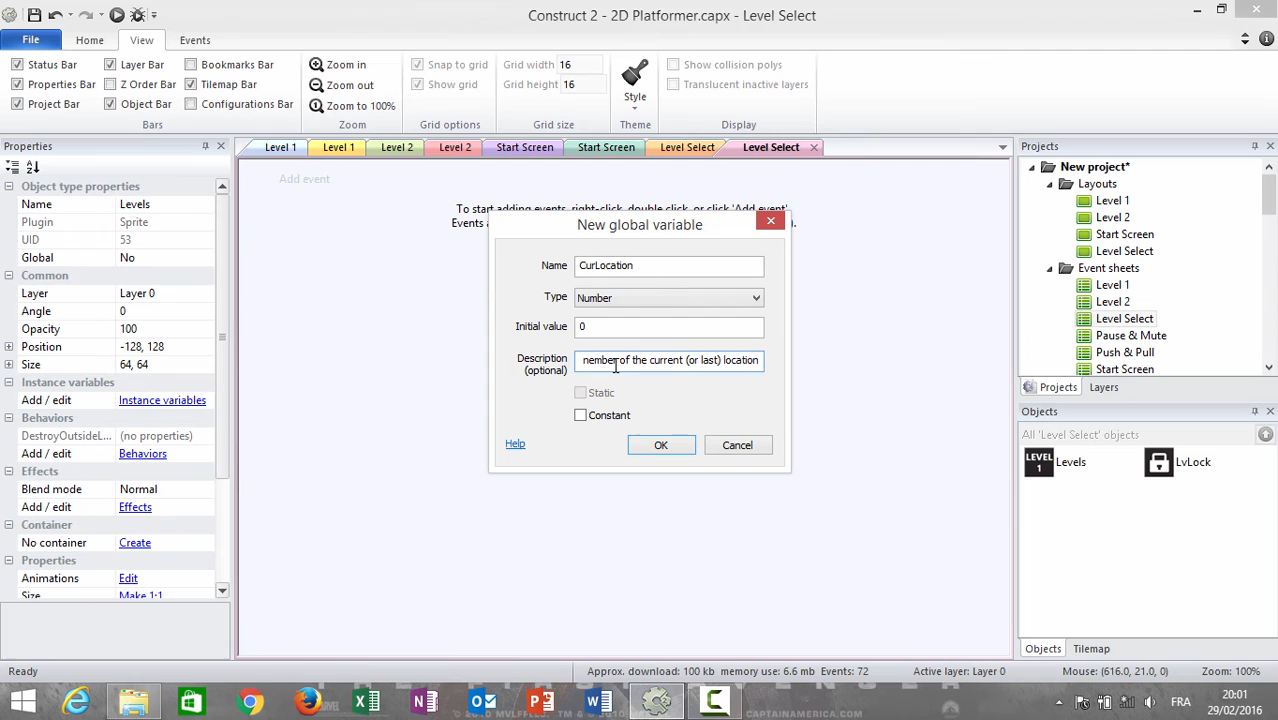 Construct 2 - 2D Platformer.capx - Level Select
File Home View Events
Status Bar Layer Bar Bookmarks Bar Zoom in Snap to grid Grid width 16 Show collision polys
Properties Bar Z Order Bar Tilemap Bar Zoom out Show grid Grid height 16 Translucent inactive layers
Project Bar Object Bar Configurations Bar Zoom to 100% Style
Bars Zoom Grid options Grid size Theme Display
Properties
Level 1 Level 1 Level 2 Level 2 Start Screen Start Screen Level Select Level Select
Projects
Object type properties
Name Levels
Plugin Sprite
UID 53
Global No
Common
Layer Layer 0
Angle 0
Opacity 100
Position -128, 128
Size 64, 64
Instance variables
Add / edit Instance variables
Behaviors
DestroyOutsideL... (no properties)
Add / edit Behaviors
Effects
Blend mode Normal
Add / edit Effects
Container
No container Create
Properties
Animations Edit
Size Make 1:1
Add event
To start adding events, right-click, double click, or click 'Add event'.
Events a
).
New global variable
Name CurLocation
Type Number
Initial value 0
Description (optional) nember of the current (or last) location
Static
Constant
Help OK Cancel
New project*
Layouts
Level 1
Level 2
Start Screen
Level Select
Event sheets
Level 1
Level 2
Level Select
Pause & Mute
Push & Pull
Start Screen
Projects Layers
Objects
All 'Level Select' objects
LEVEL 1 Levels LvLock
Objects Tilemap
Ready Approx. download: 100 kb memory use: 6.6 mb Events: 72 Active layer: Layer 0 Mouse: (616.0, 21.0, 0) Zoom: 100%
FRA 20:01
29/02/2016
CAPTAINAMERICA.COM